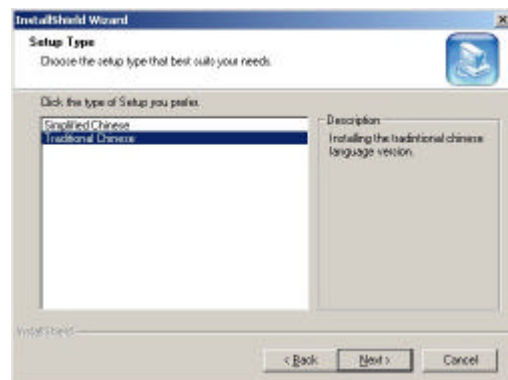 InstallShield Wizard
Setup Type
Choose the setup type that best suits your needs.
Click the type of Setup you prefer.
Simplified Chinese
Traditional Chinese
Description
Installing the tradintional chinese
language version.
InstallShield
< Back
Next >
Cancel